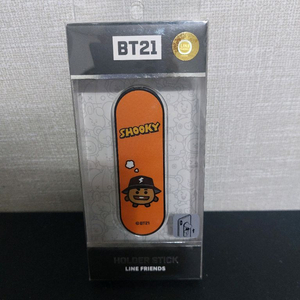 BT21
SHOOKY
©BT21
HOLDER STICK
LINE FRIENDS